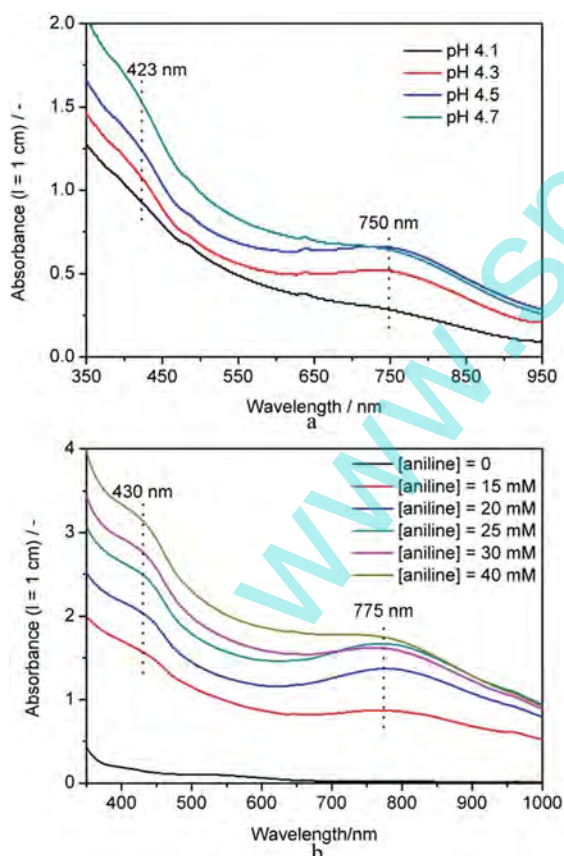 2.0
1.5
1.0
0.5
0.0
Absorbance (l = 1 cm) / -
423 nm
750 nm
pH 4.1
pH 4.3
pH 4.5
pH 4.7
350 450 550 650 750 850 950
Wavelength / nm
a
www.sp
4
3
2
1
0
Absorbance (l = 1 cm) / -
430 nm
775 nm
[aniline] = 0
[aniline] = 15 mM
[aniline] = 20 mM
[aniline] = 25 mM
[aniline] = 30 mM
[aniline] = 40 mM
400 500 600 700 800 900 1000
Wavelength/nm
b